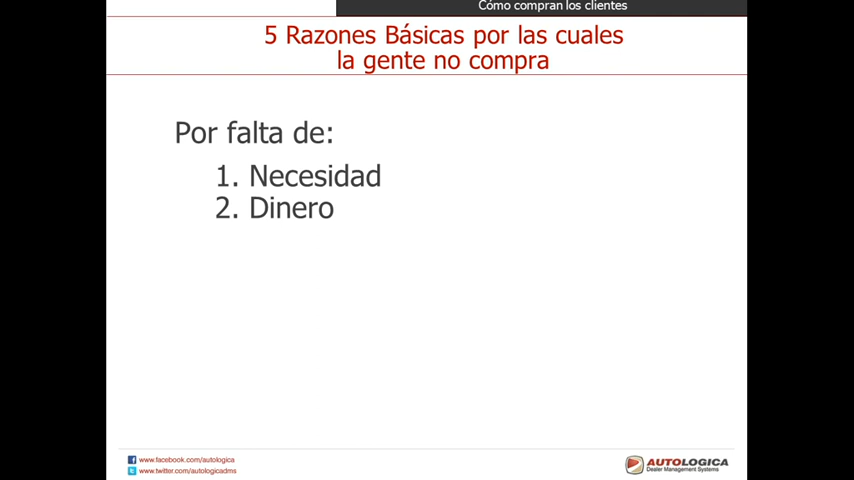 Cómo compran los clientes
5 Razones Básicas por las cuales
la gente no compra
Por falta de:
1. Necesidad
2. Dinero
www.facebook.com/autologica
www.twitter.com/autologicadms
AUTOLOGICA
Dealer Management Systems